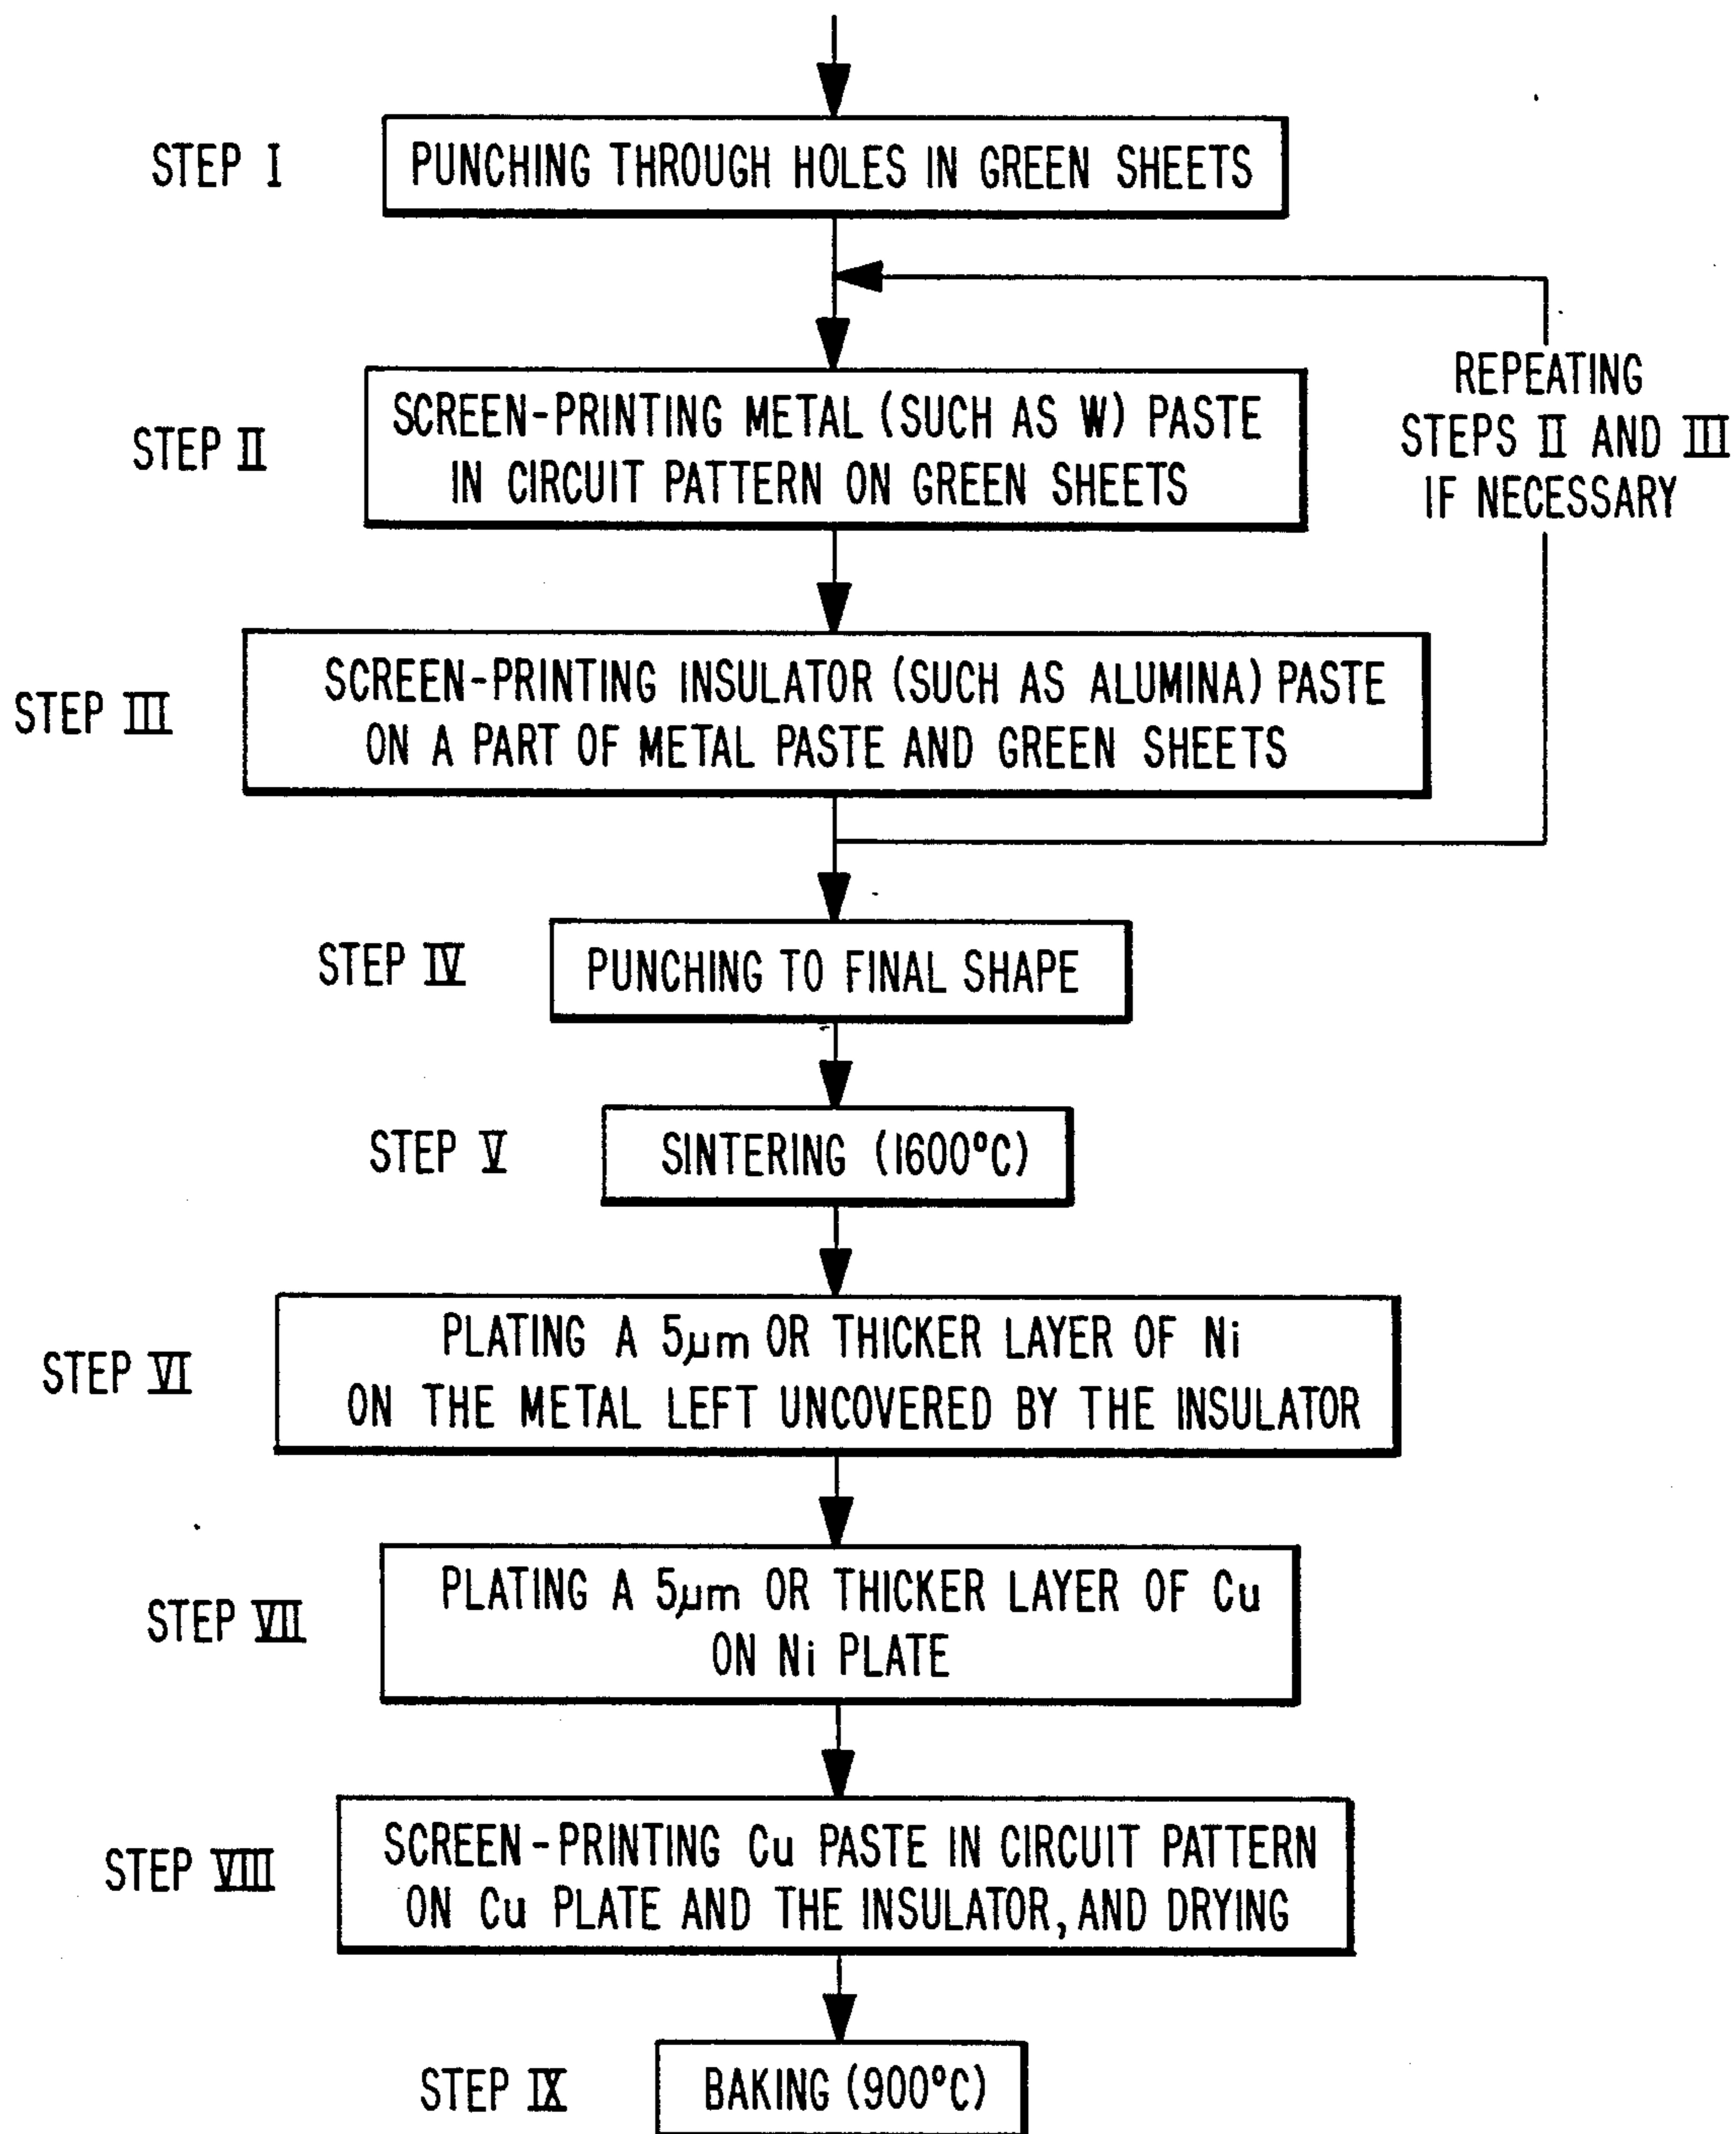 STEP I
PUNCHING THROUGH HOLES IN GREEN SHEETS
STEP II
SCREEN-PRINTING METAL (SUCH AS W) PASTE
IN CIRCUIT PATTERN ON GREEN SHEETS
REPEATING
STEPS II AND III
IF NECESSARY
STEP III
SCREEN-PRINTING INSULATOR (SUCH AS ALUMINA) PASTE
ON A PART OF METAL PASTE AND GREEN SHEETS
STEP IV
PUNCHING TO FINAL SHAPE
STEP V
SINTERING (1600°C)
STEP VI
PLATING A 5μm OR THICKER LAYER OF Ni
ON THE METAL LEFT UNCOVERED BY THE INSULATOR
STEP VII
PLATING A 5μm OR THICKER LAYER OF Cu
ON Ni PLATE
STEP VIII
SCREEN-PRINTING Cu PASTE IN CIRCUIT PATTERN
ON Cu PLATE AND THE INSULATOR, AND DRYING
STEP IX
BAKING (900°C)